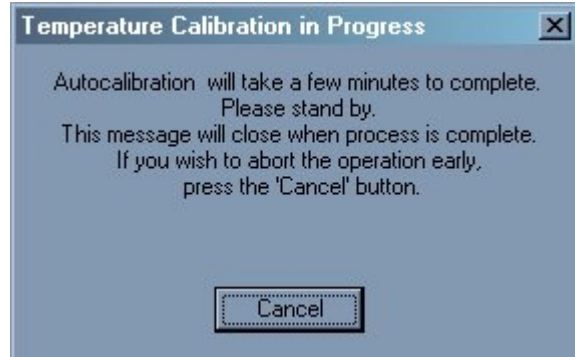 Temperature Calibration in Progress
Autocalibration will take a few minutes to complete.
Please stand by.
This message will close when process is complete.
If you wish to abort the operation early,
press the 'Cancel' button.
Cancel